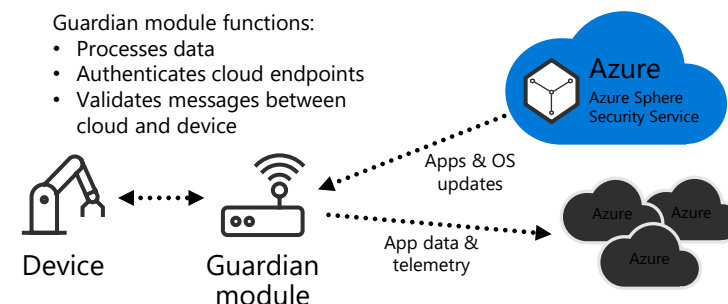 Guardian module functions:
• Processes data
• Authenticates cloud endpoints
• Validates messages between
cloud and device
Azure
Azure Sphere
Security Service
Apps & OS
updates
Azure
Azure
Azure
App data &
telemetry
Device
Guardian
module